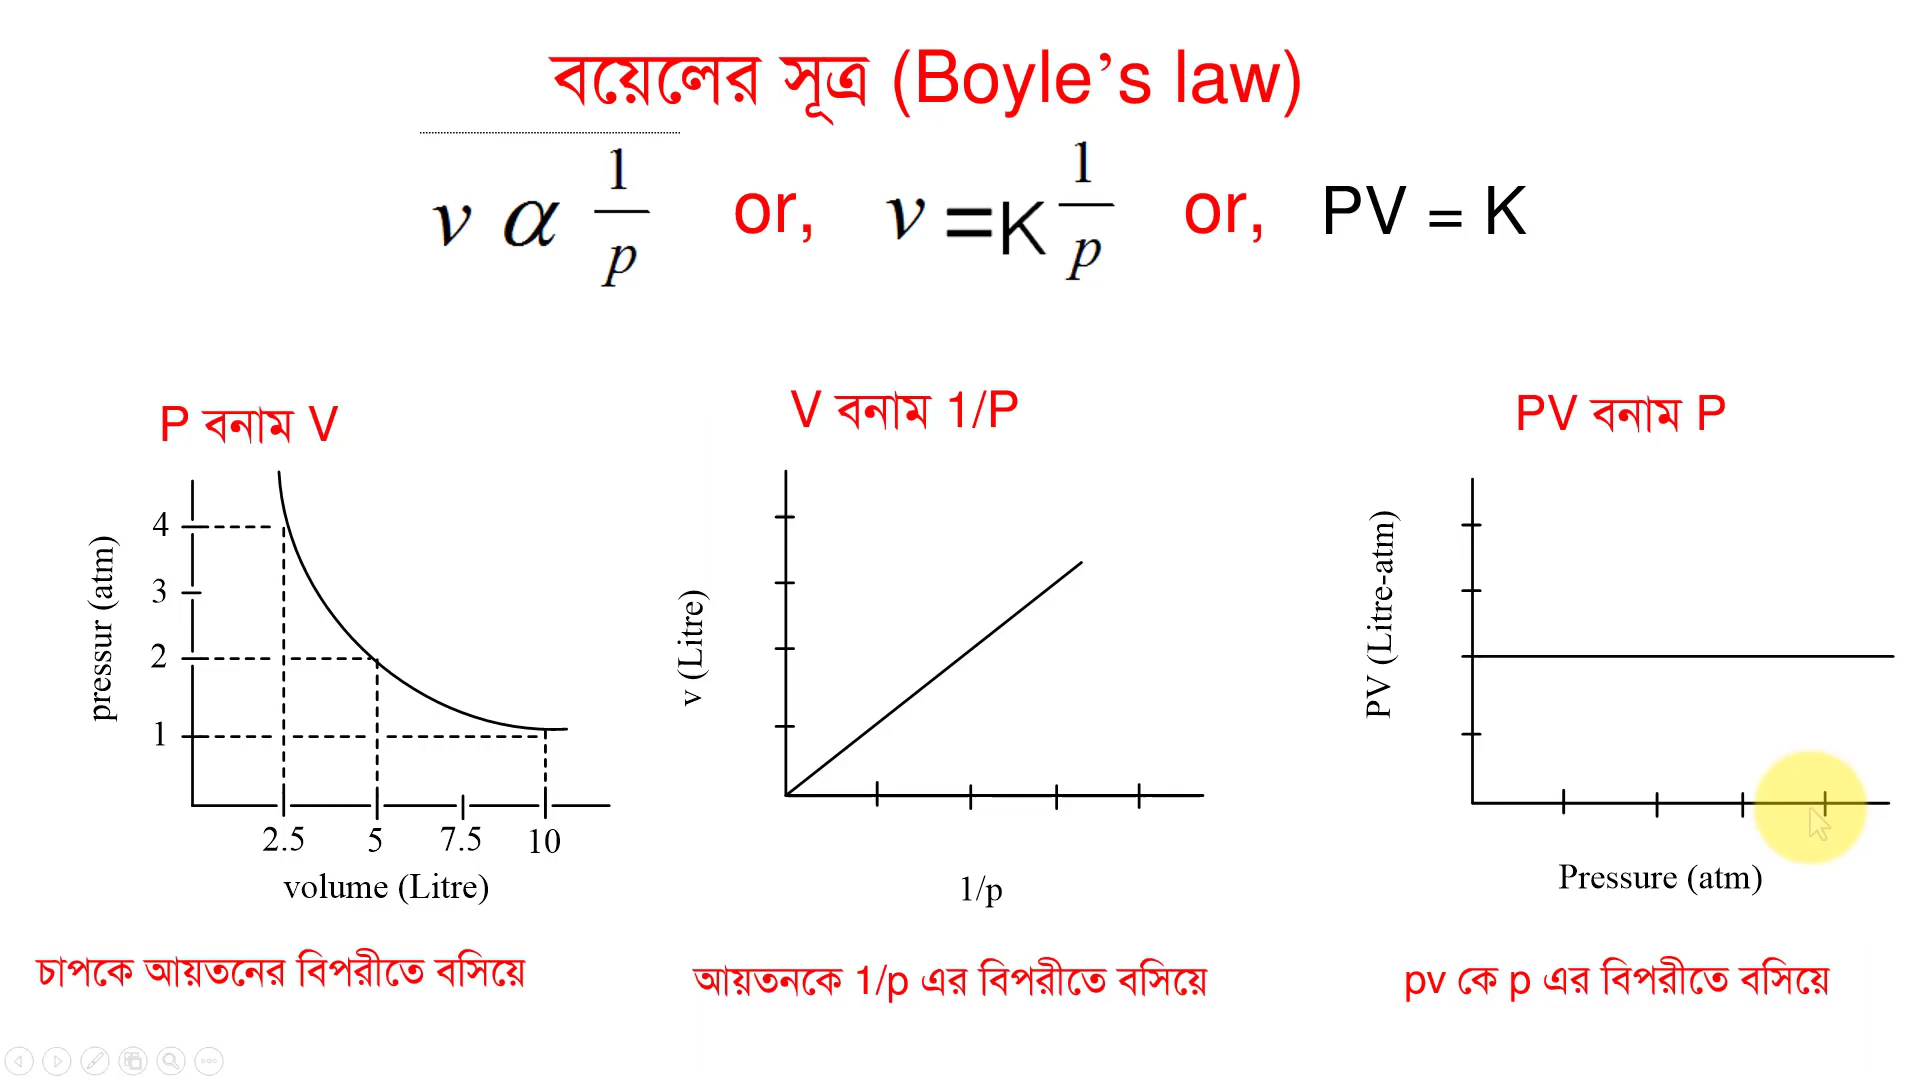 বয়েলের সূত্র (Boyle’s law)
v α 1/p or, v = K 1/p or, PV = K
P বনাম V
V বনাম 1/P
PV বনাম P
pressur (atm)
4
3
2
1
2.5 5 7.5 10
volume (Litre)
v (Litre)
1/p
PV (Litre-atm)
Pressure (atm)
চাপকে আয়তনের বিপরীতে বসিয়ে
আয়তনকে 1/p এর বিপরীতে বসিয়ে
pv কে p এর বিপরীতে বসিয়ে